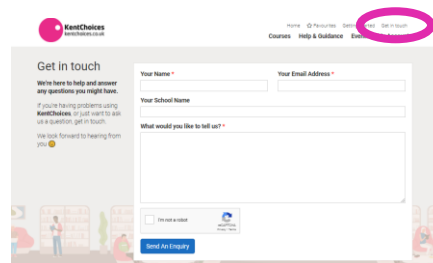 KentChoices
kentchoices.co.uk
Home Favourites Get in touch
Courses Help & Guidance
Get in touch
We're here to help and answer
any questions you might have.
If you're having problems using
KentChoices, or just want to ask
us a question, get in touch.
We look forward to hearing from
you
Your Name *
Your Email Address *
Your School Name
What would you like to tell us? *
I'm not a robot
reCAPTCHA
Privacy - Terms
Send An Enquiry